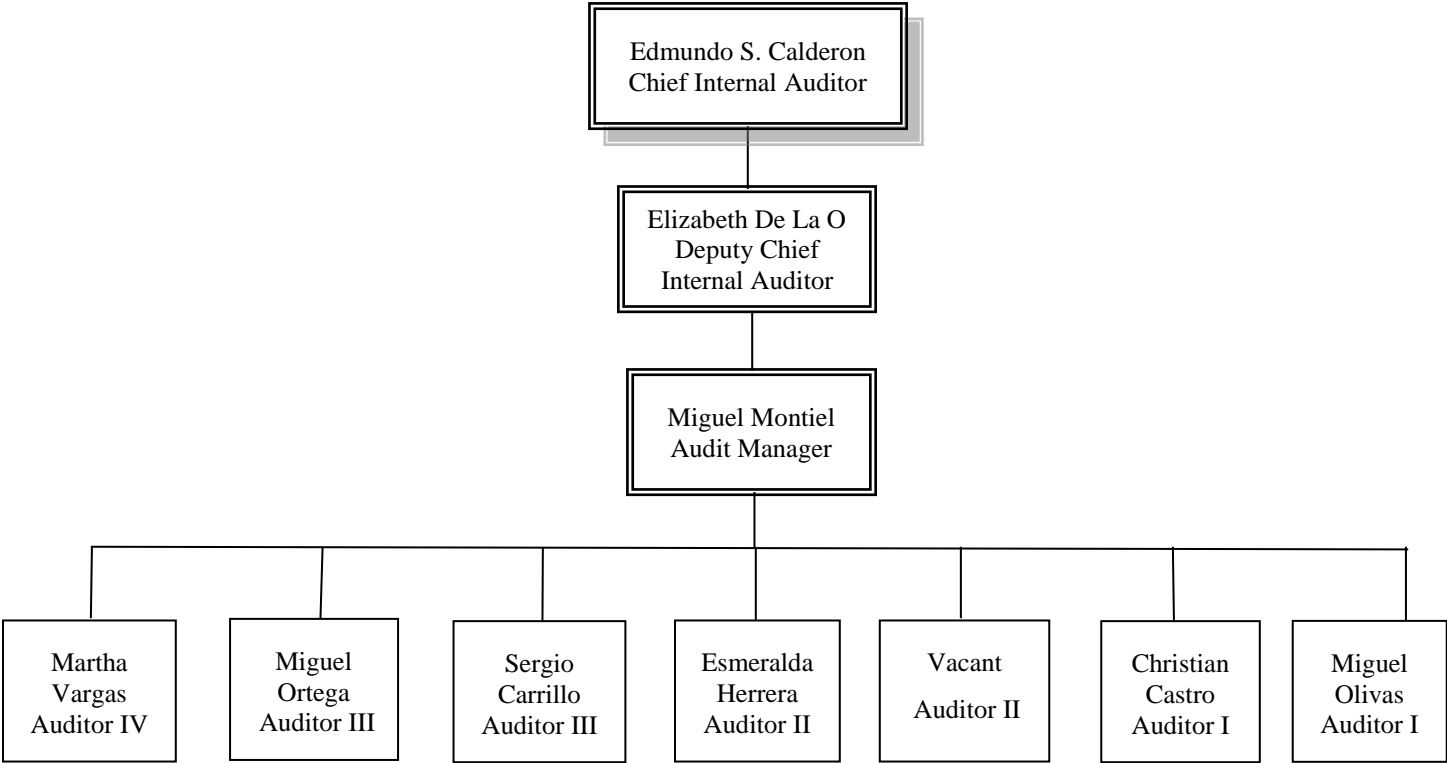 Edmundo S. Calderon
Chief Internal Auditor
Elizabeth De La O
Deputy Chief
Internal Auditor
Miguel Montiel
Audit Manager
Martha
Vargas
Auditor IV
Miguel
Ortega
Auditor III
Sergio
Carrillo
Auditor III
Esmeralda
Herrera
Auditor II
Vacant
Auditor II
Christian
Castro
Auditor I
Miguel
Olivas
Auditor I